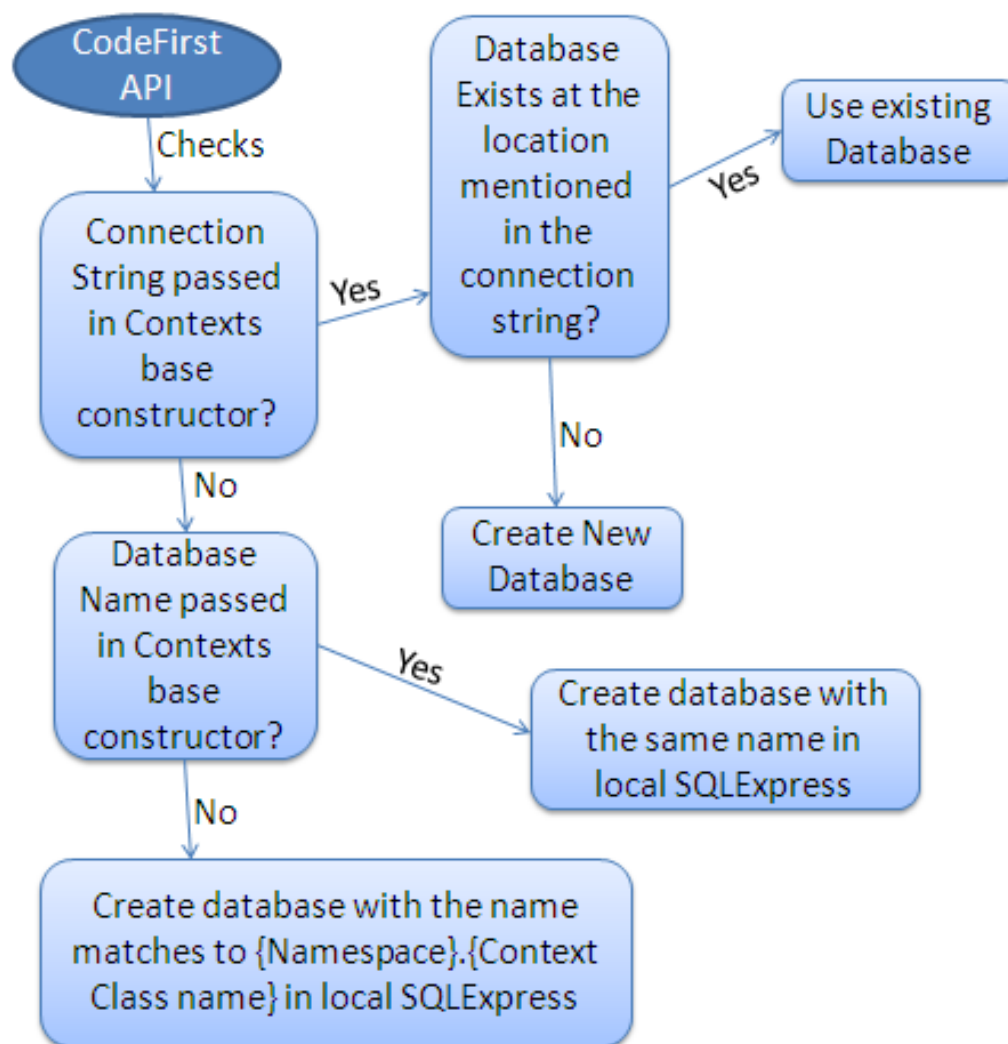 CodeFirst
API
Checks
Connection
String passed
in Contexts
base
constructor?
Yes
Database
Exists at the
location
mentioned
in the
connection
string?
Yes
Use existing
Database
No
Create New
Database
No
Database
Name passed
in Contexts
base
constructor?
Yes
Create database with
the same name in
local SQLExpress
No
Create database with the name
matches to {Namespace}.{Context
Class name} in local SQLExpress